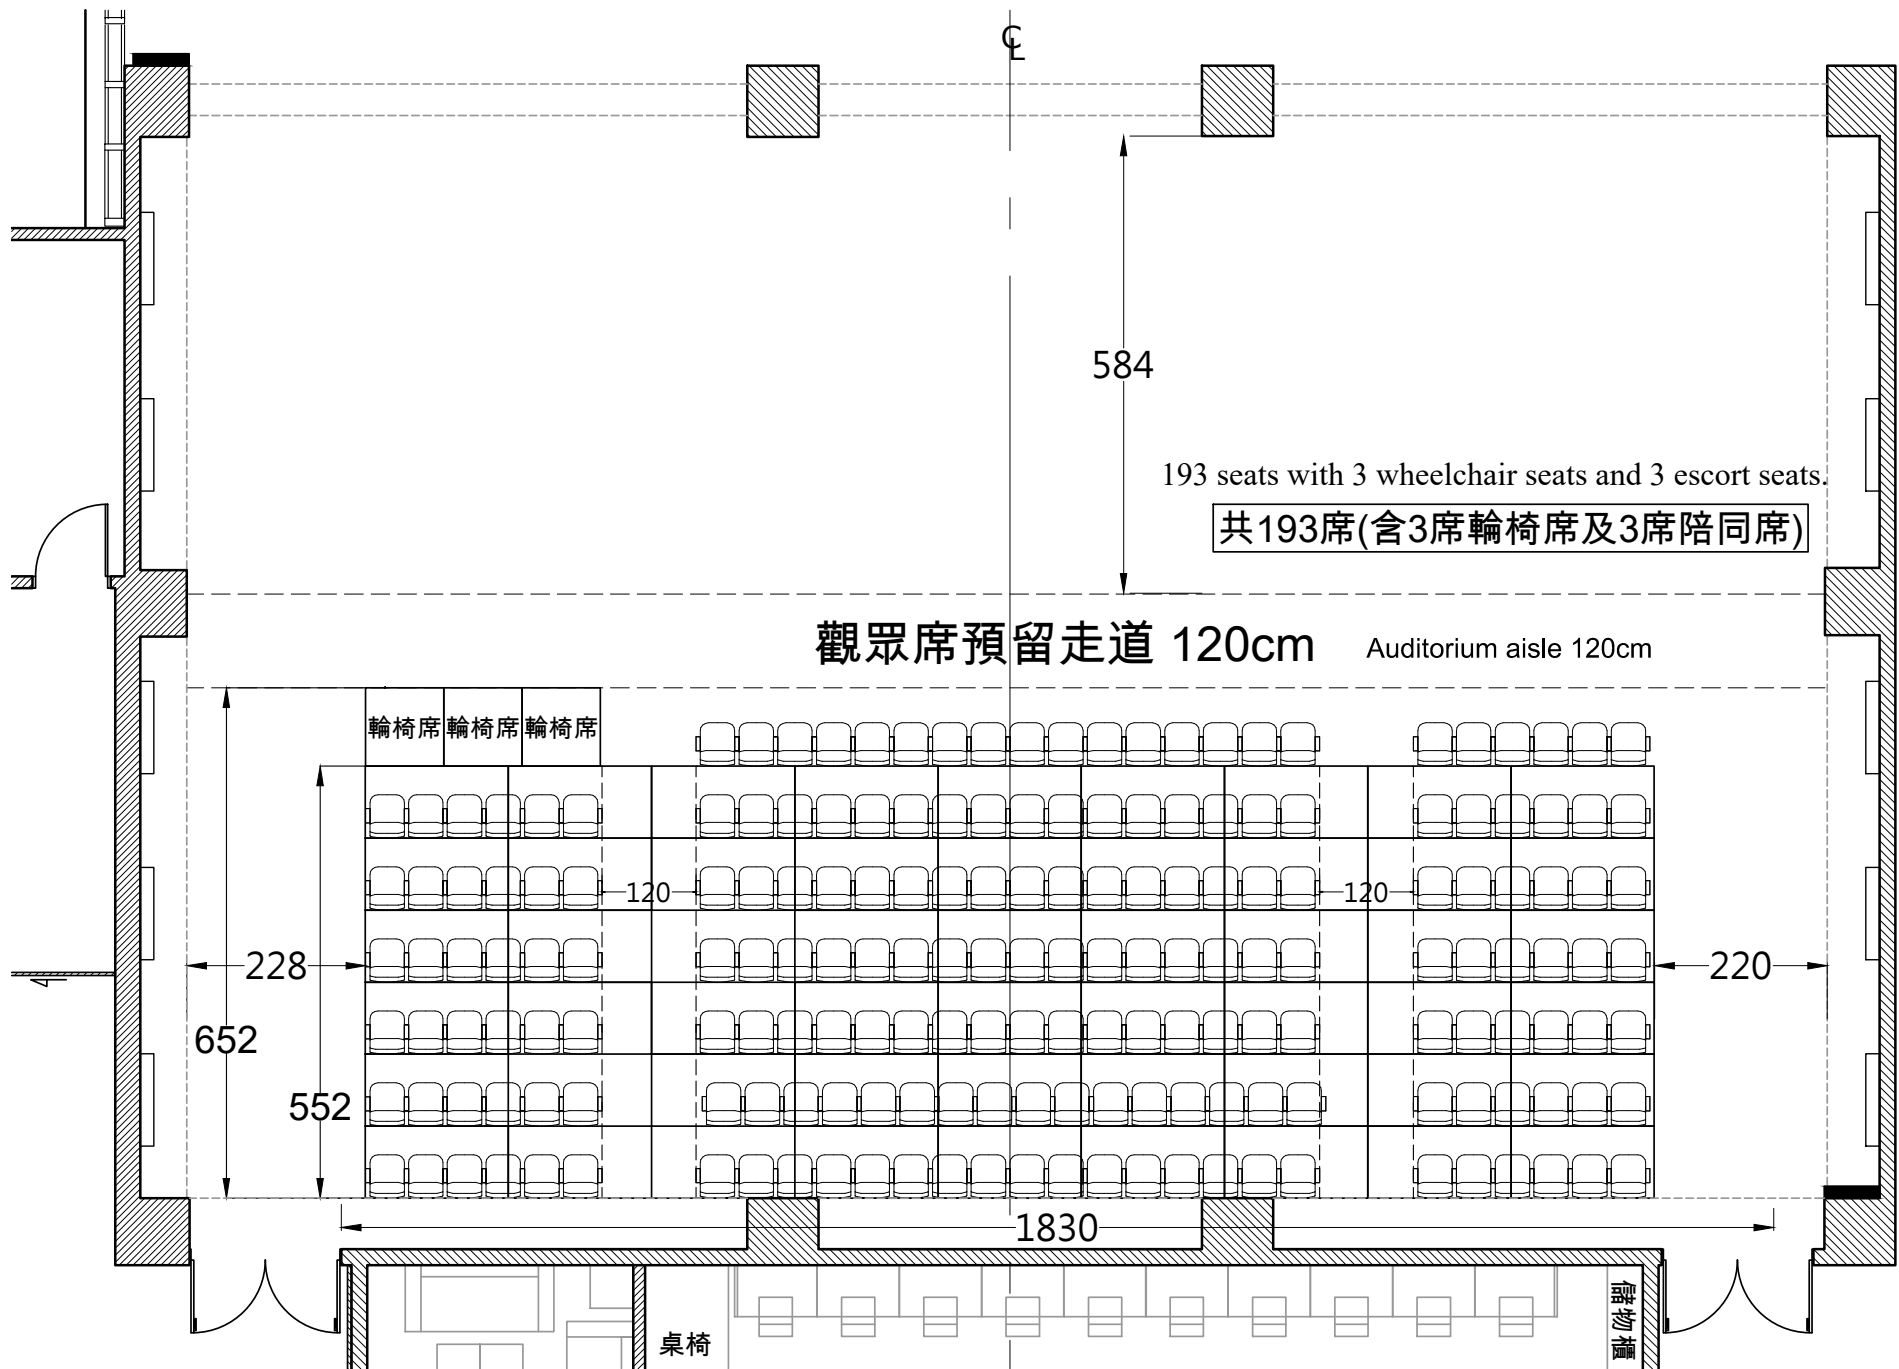 ℄
584
193 seats with 3 wheelchair seats and 3 escort seats.
共193席(含3席輪椅席及3席陪同席)
觀眾席預留走道 120cm
Auditorium aisle 120cm
輪椅席 輪椅席 輪椅席
120
120
228
220
652
552
1830
桌椅
儲物櫃